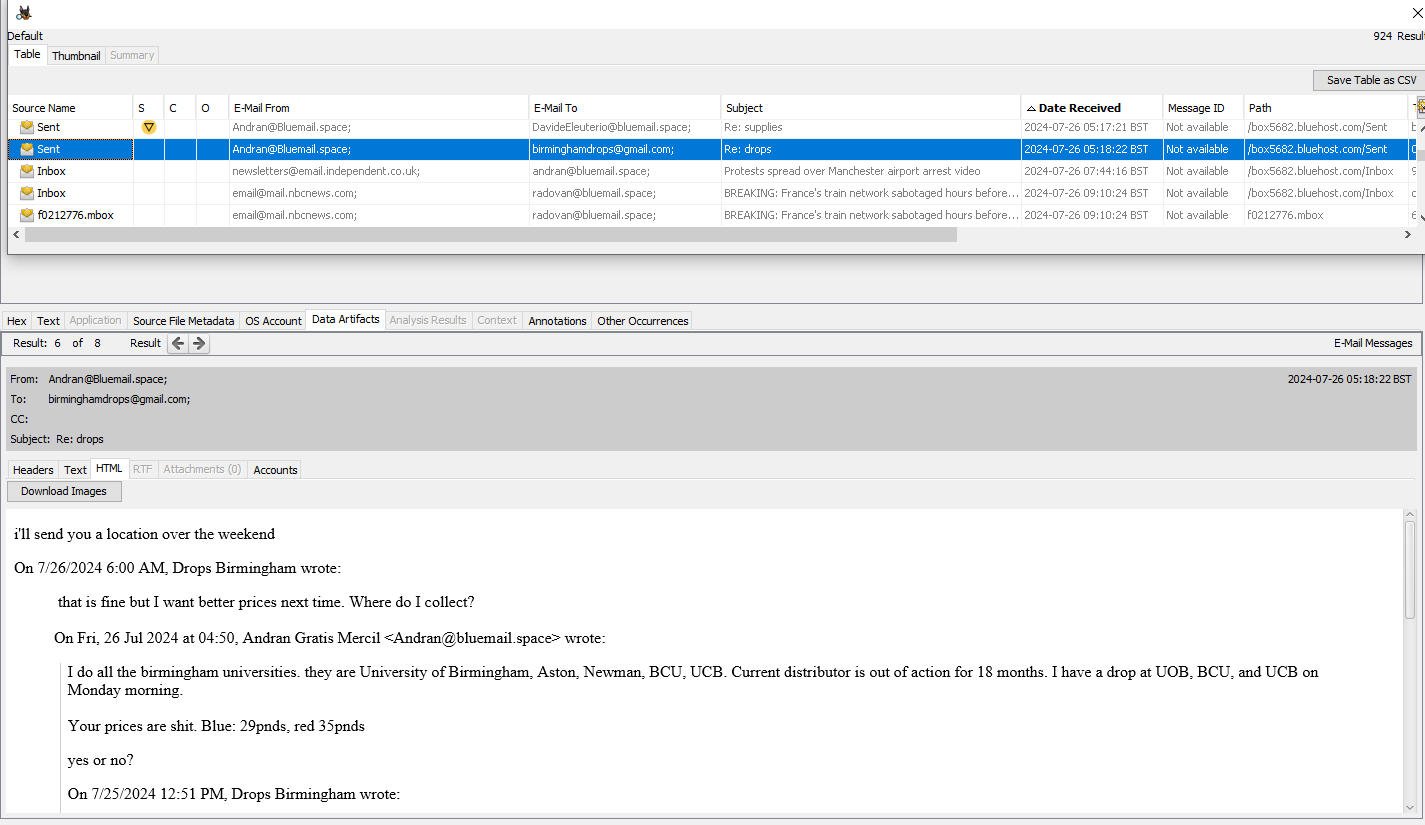 Default
924 Resul
Table Thumbnail Summary
Save Table as CSV
Source Name S C O E-Mail From E-Mail To Subject Date Received Message ID Path
Sent Andran@Bluemail.space; DavideEleuterio@bluemail.space; Re: supplies 2024-07-26 05:17:21 BST Not available /box5682.bluehost.com/Sent
Sent Andran@Bluemail.space; birminghamdrops@gmail.com; Re: drops 2024-07-26 05:18:22 BST Not available /box5682.bluehost.com/Sent
Inbox newsletters@email.independent.co.uk; andran@bluemail.space; Protests spread over Manchester airport arrest video 2024-07-26 07:44:16 BST Not available /box5682.bluehost.com/Inbox
Inbox email@mail.nbcnews.com; radovan@bluemail.space; BREAKING: France's train network sabotaged hours before... 2024-07-26 09:10:24 BST Not available /box5682.bluehost.com/Inbox
f0212776.mbox email@mail.nbcnews.com; radovan@bluemail.space; BREAKING: France's train network sabotaged hours before... 2024-07-26 09:10:24 BST Not available f0212776.mbox
Hex Text Application Source File Metadata OS Account Data Artifacts Analysis Results Context Annotations Other Occurrences
Result: 6 of 8 Result E-Mail Messages
From: Andran@Bluemail.space; 2024-07-26 05:18:22 BST
To: birminghamdrops@gmail.com;
CC:
Subject: Re: drops
Headers Text HTML RTF Attachments (0) Accounts
Download Images
i'll send you a location over the weekend
On 7/26/2024 6:00 AM, Drops Birmingham wrote:
that is fine but I want better prices next time. Where do I collect?
On Fri, 26 Jul 2024 at 04:50, Andran Gratis Mercil <Andran@bluemail.space> wrote:
I do all the birmingham universities. they are University of Birmingham, Aston, Newman, BCU, UCB. Current distributor is out of action for 18 months. I have a drop at UOB, BCU, and UCB on
Monday morning.
Your prices are shit. Blue: 29pnds, red 35pnds
yes or no?
On 7/25/2024 12:51 PM, Drops Birmingham wrote: